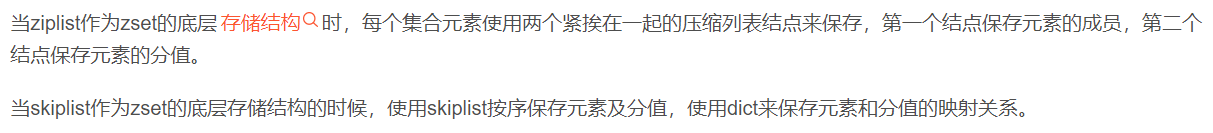 当ziplist作为zset的底层存储结构时，每个集合元素使用两个紧挨在一起的压缩列表结点来保存，第一个结点保存元素的成员，第二个
结点保存元素的分值。
当skiplist作为zset的底层存储结构的时候，使用skiplist按序保存元素及分值，使用dict来保存元素和分值的映射关系。